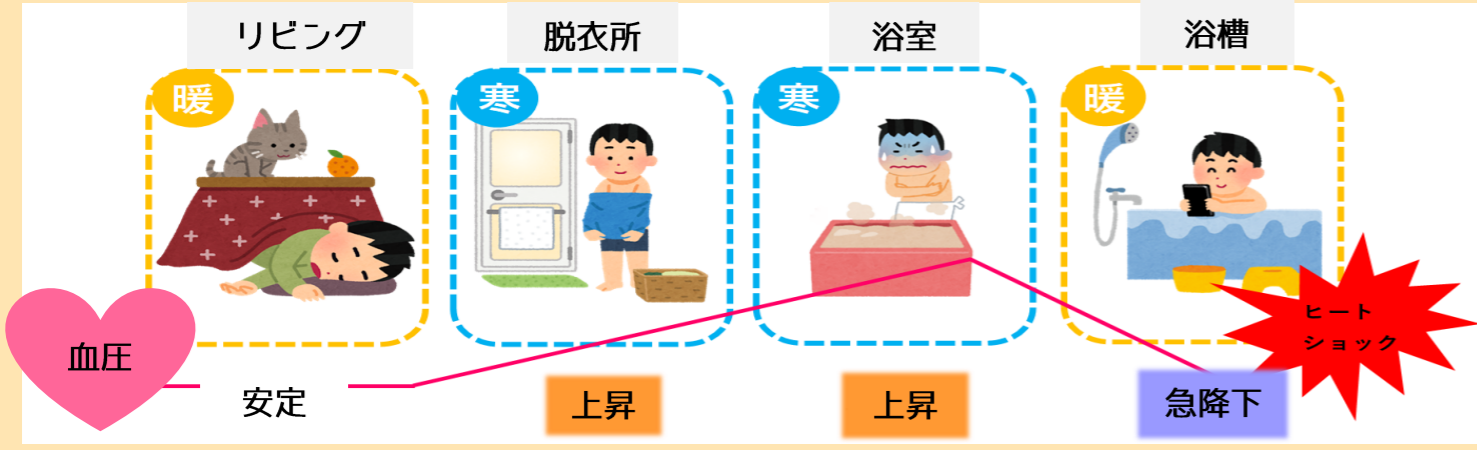 リビング
脱衣所
浴室
浴槽
暖
寒
寒
暖
血圧
安定
上昇
上昇
急降下
ヒート
ショック